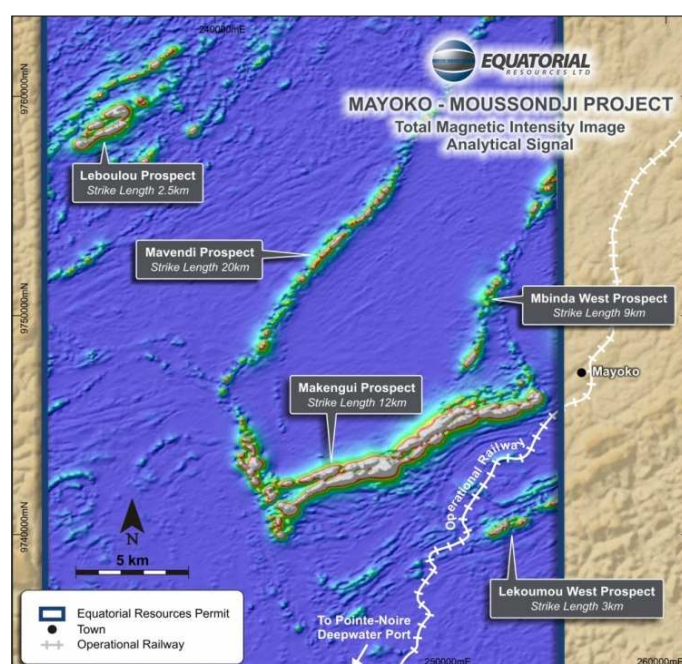 240000mE
EQUATORIAL
RESOURCES LTD
MAYOKO - MOUSSONDJI PROJECT
Total Magnetic Intensity Image
Analytical Signal
9760000mN
Leboulou Prospect
Strike Length 2.5km
Mavendi Prospect
Strike Length 20km
Mbinda West Prospect
Strike Length 9km
9750000mN
Mayoko
Makengui Prospect
Strike Length 12km
Operational Railway
9740000mN
N
5 km
Lekoumou West Prospect
Strike Length 3km
Equatorial Resources Permit
Town
Operational Railway
To Pointe-Noire
Deepwater Port
250000mE
260000mE